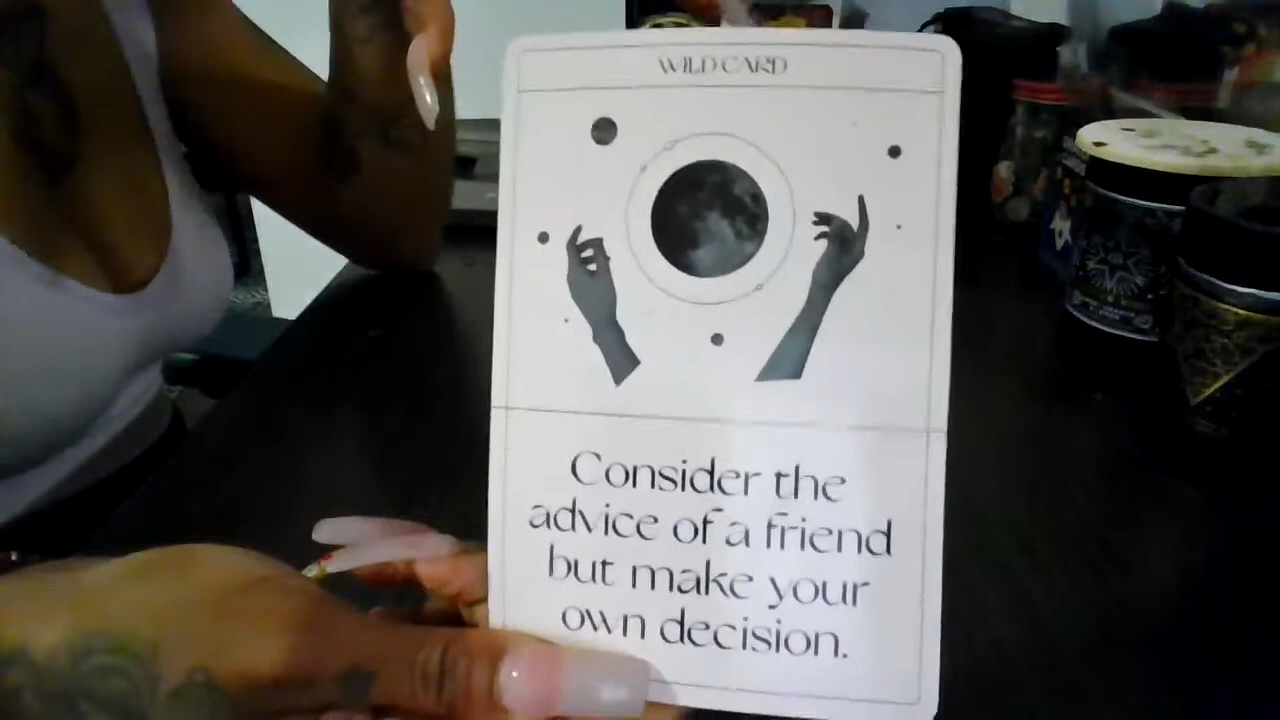 WILD CARD
Consider the
advice of a friend
but make your
own decision.